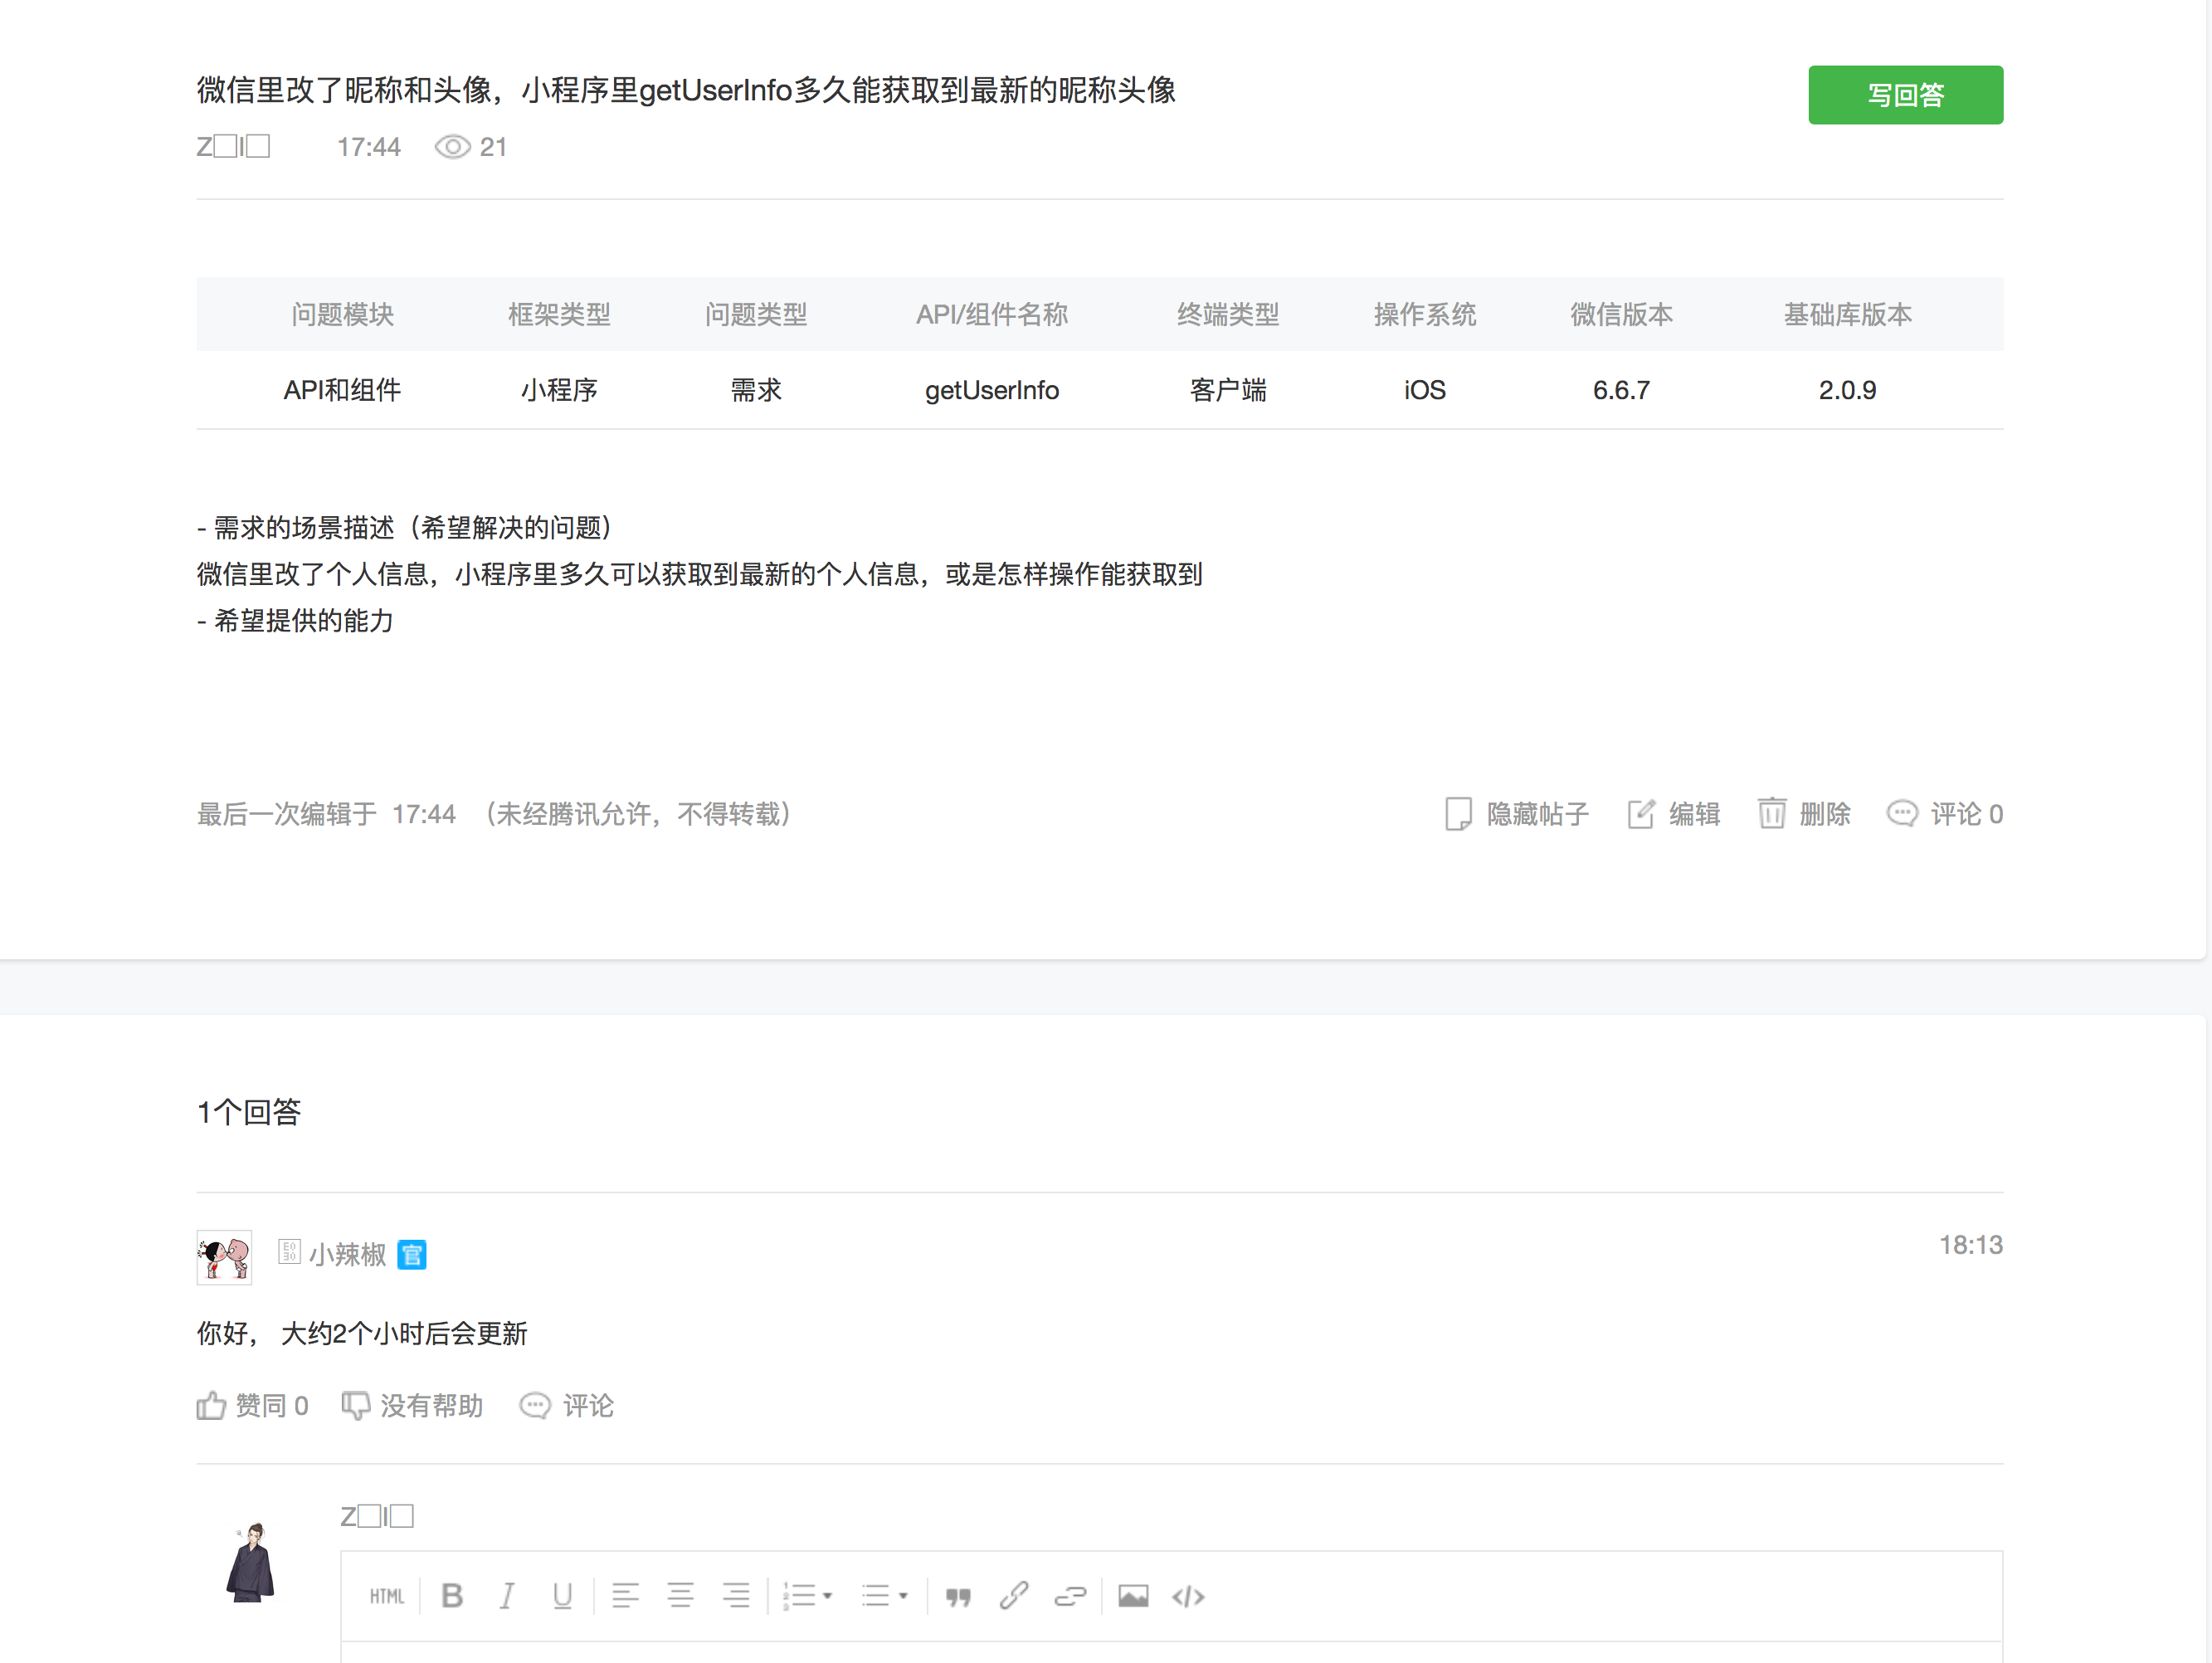 微信里改了昵称和头像，小程序里getUserInfo多久能获取到最新的昵称头像
写回答
Z□I□ 17:44 21
问题模块 框架类型 问题类型 API/组件名称 终端类型 操作系统 微信版本 基础库版本
API和组件 小程序 需求 getUserInfo 客户端 iOS 6.6.7 2.0.9
- 需求的场景描述（希望解决的问题）
微信里改了个人信息，小程序里多久可以获取到最新的个人信息，或是怎样操作能获取到
- 希望提供的能力
最后一次编辑于 17:44 （未经腾讯允许，不得转载） 隐藏帖子 编辑 删除 评论 0
1个回答
小辣椒 官 18:13
你好， 大约2个小时后会更新
赞同 0 没有帮助 评论
Z□I□
HTML B I U